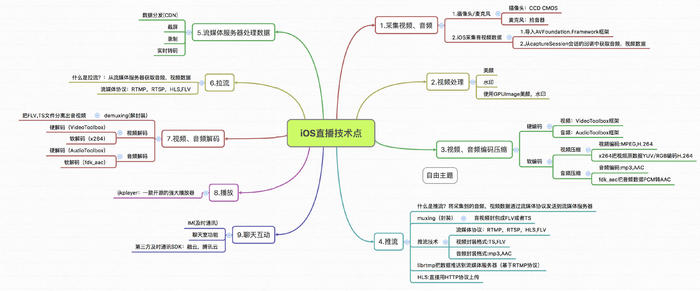 iOS直播技术点
1.采集视频、音频
1.摄像头/麦克风
摄像头：CCD CMOS
麦克风：拾音器
2.iOS采集音视频数据
1.导入AVFoundation.Framework框架
2.从captureSession会话的回调中获取音频，视频数据
2.视频处理
美颜
水印
使用GPUImage美颜，水印
3.视频、音频编码压缩
硬编码
视频：VideoToolbox框架
音频：AudioToolbox框架
软编码
视频压缩
视频编码:MPEG,H.264
x264把视频原数据YUV/RGB编码H.264
音频压缩
音频编码:mp3,AAC
fdk_aac把音频数据PCM转AAC
自由主题
4.推流
什么是推流？将采集到的音频，视频数据通过流媒体协议发送到流媒体服务器
muxing（封装）
音视频封包成FLV或者TS
推流技术
流媒体协议：RTMP，RTSP，HLS,FLV
视频封装格式:TS,FLV
音频封装格式:mp3,AAC
librtmp把数据推送到流媒体服务器（基于RTMP协议）
HLS:直接用HTTP协议上传
5.流媒体服务器处理数据
数据分发(CDN)
截屏
录制
实时转码
6.拉流
什么是拉流？：从流媒体服务器获取音频，视频数据
流媒体协议：RTMP，RTSP，HLS,FLV
7.视频、音频解码
demuxing(解封装)
把FLV,TS文件分离出音视频
视频解码
硬解码（VideoToolbox）
软解码（x264）
音频解码
硬解码（AudioToolbox）
软解码（fdk_aac）
8.播放
ijkplayer：一款开源的强大播放器
9.聊天互动
IM(及时通讯)
聊天室功能
第三方及时通讯SDK：融云，腾讯云